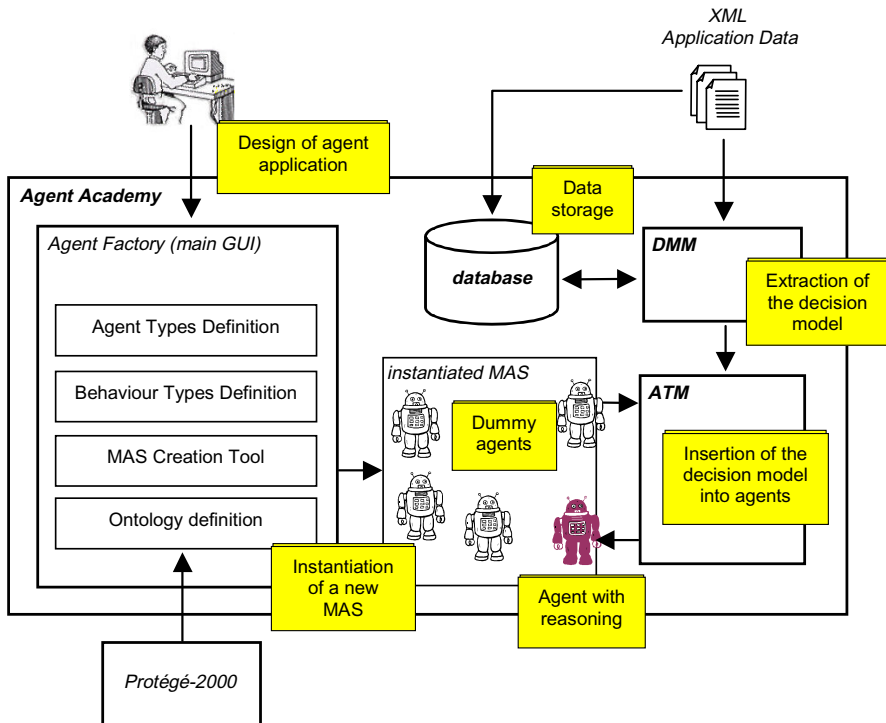 XML
Application Data
Design of agent
application
Agent Academy
Data
storage
Agent Factory (main GUI)
DMM
database
Extraction of
the decision
model
Agent Types Definition
instantiated MAS
Behaviour Types Definition
ATM
Dummy
agents
MAS Creation Tool
Insertion of the
decision model
into agents
Ontology definition
Instantiation
of a new
MAS
Agent with
reasoning
Protégé-2000